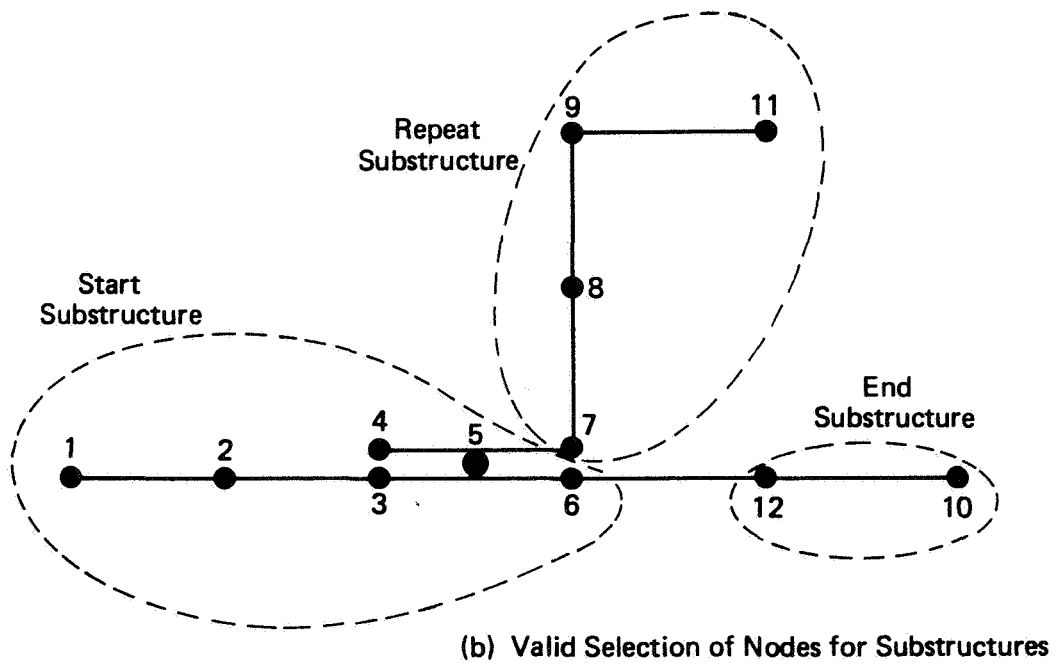 9
11
Repeat
Substructure
8
Start
Substructure
End
Substructure
4
5
7
1
2
3
6
12
10
(b) Valid Selection of Nodes for Substructures